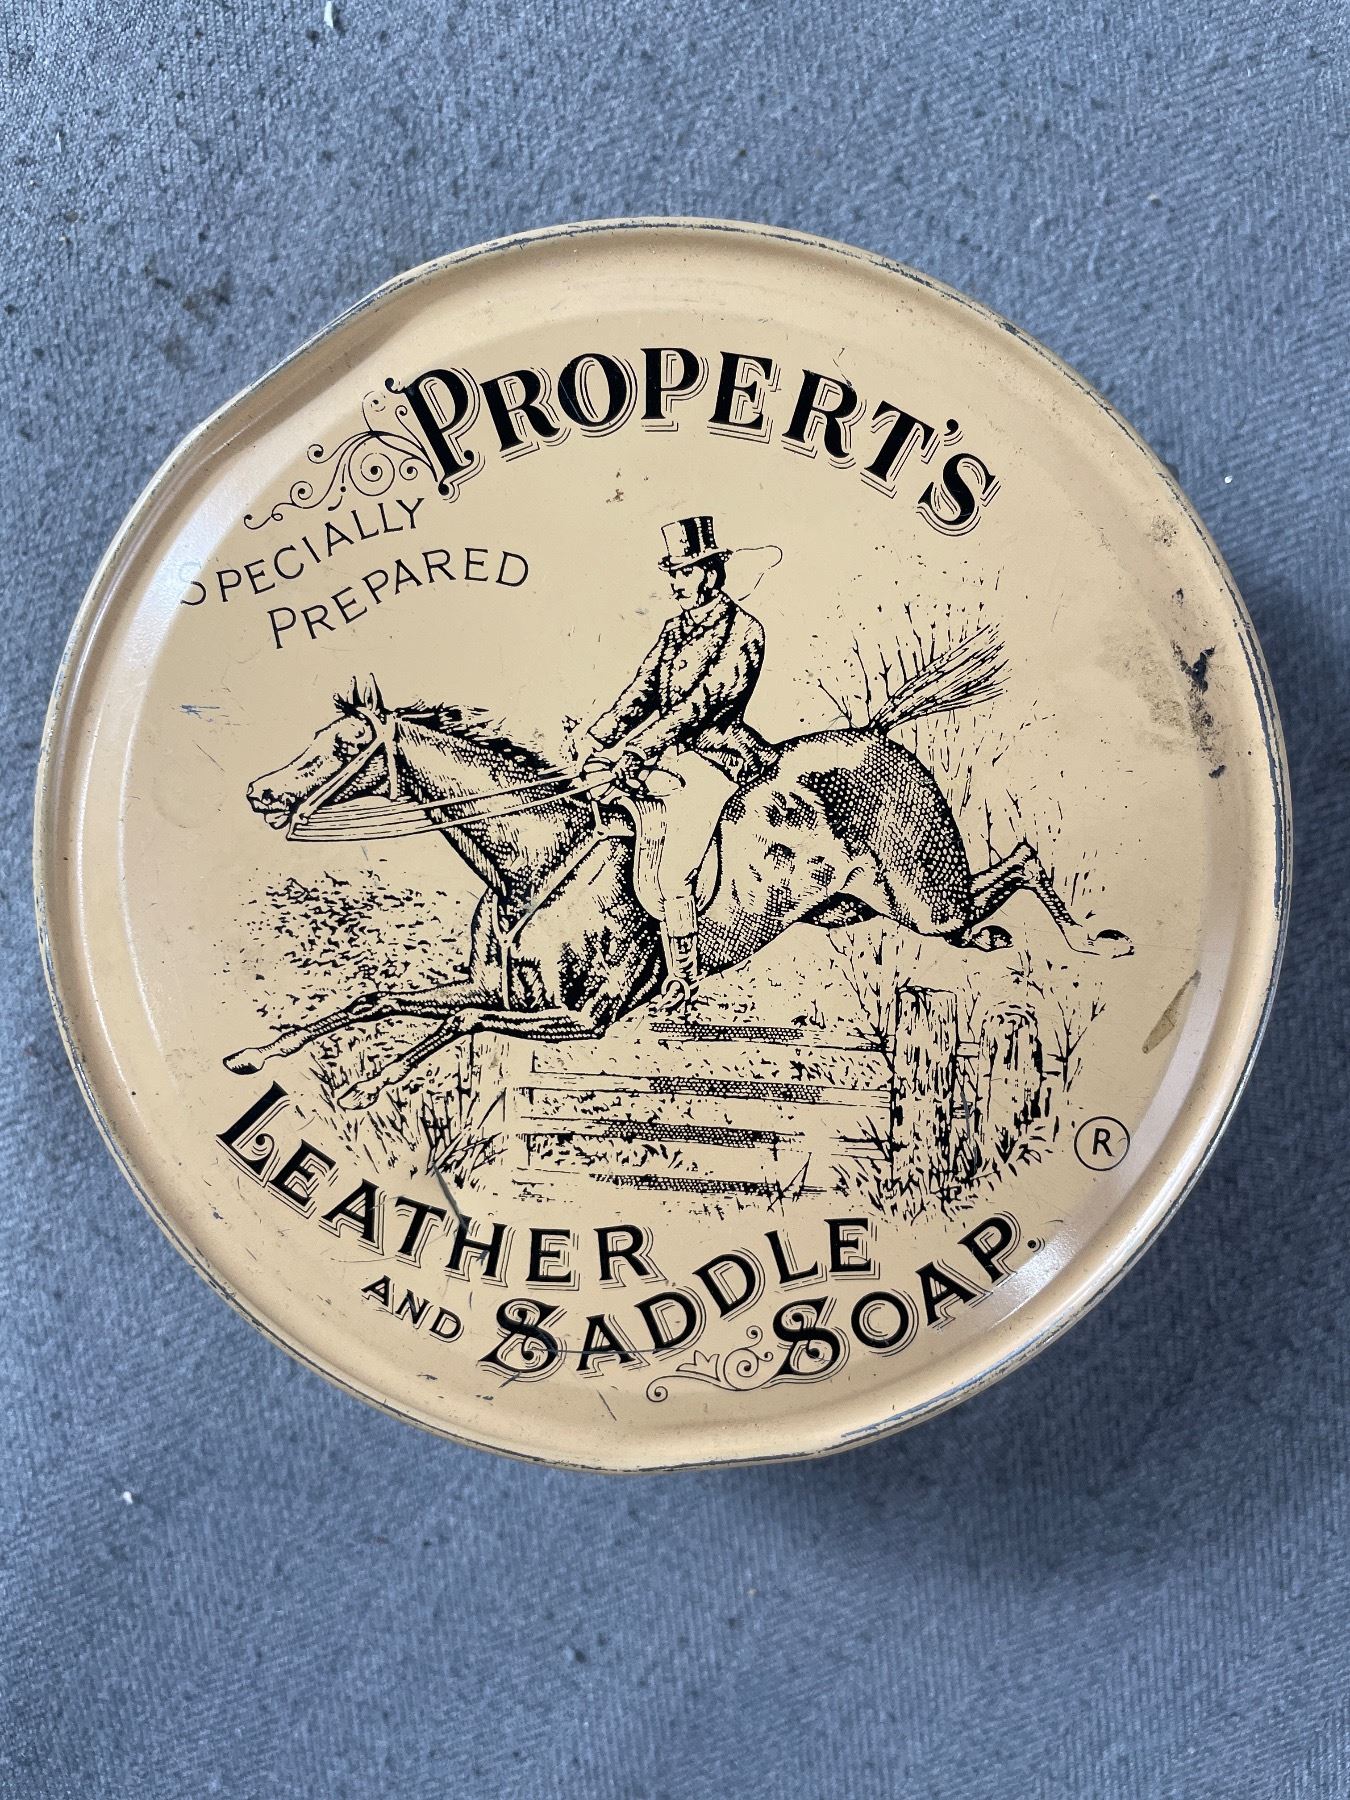 PROPERT'S
SPECIALLY
PREPARED
®
LEATHER
AND SADDLE
SOAP.